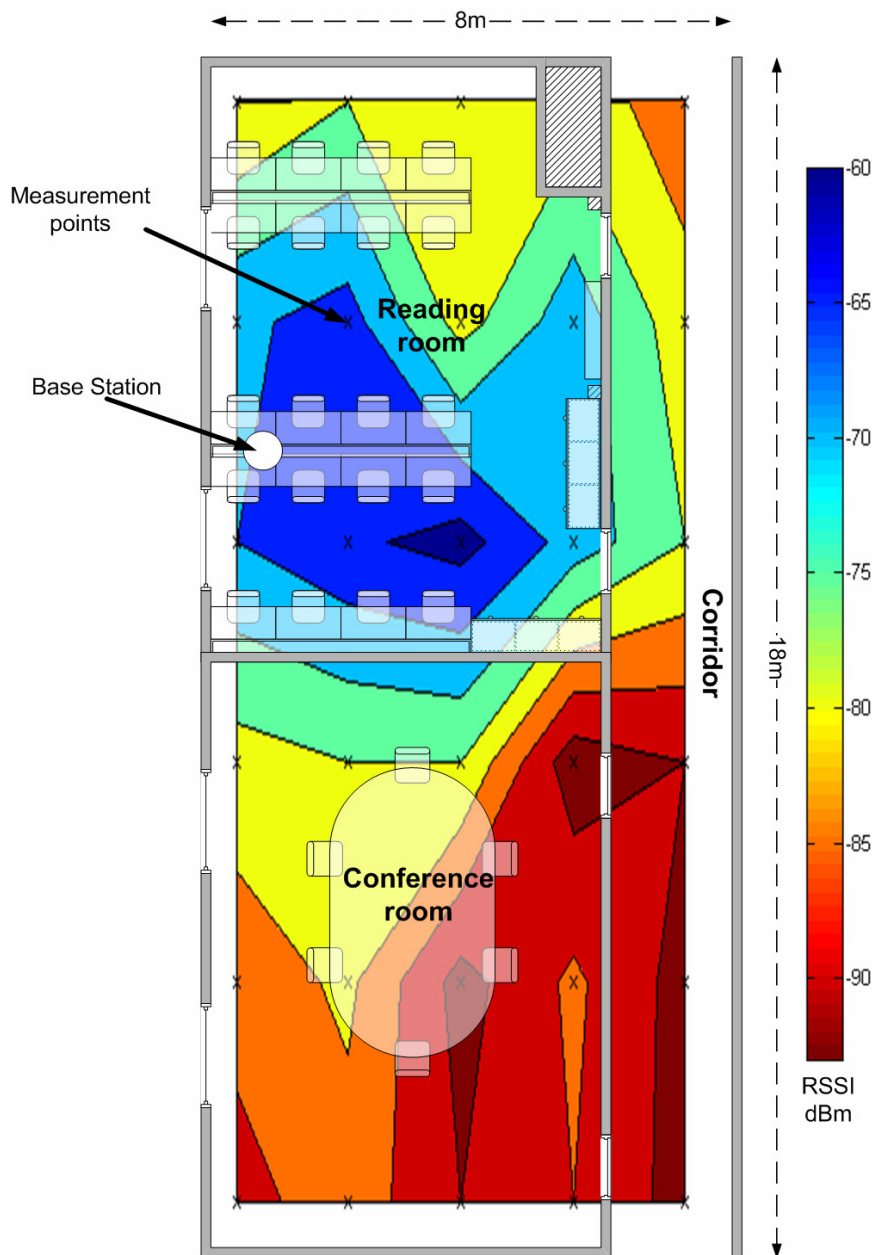 8m
Measurement
points
Reading
room
Base Station
Corridor
18m
Conference
room
-60
-65
-70
-75
-80
-85
-90
RSSI
dBm